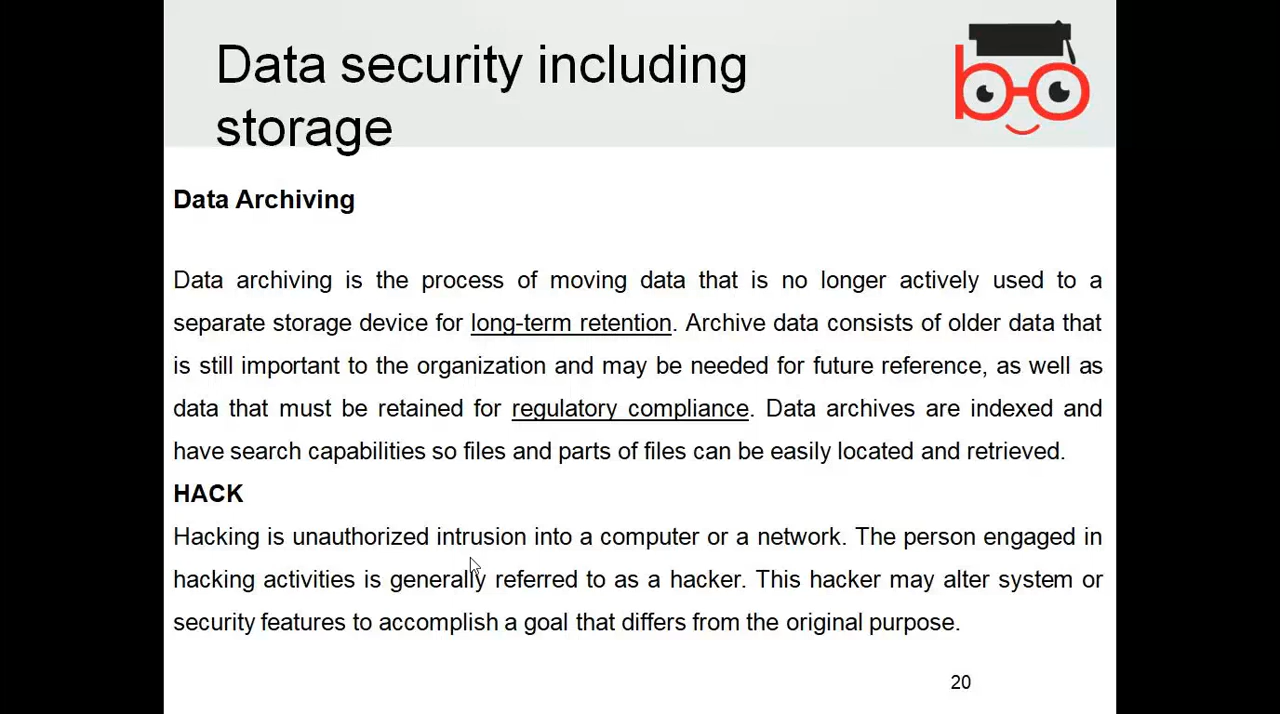 Data security including
storage
Data Archiving
Data archiving is the process of moving data that is no longer actively used to a
separate storage device for long-term retention. Archive data consists of older data that
is still important to the organization and may be needed for future reference, as well as
data that must be retained for regulatory compliance. Data archives are indexed and
have search capabilities so files and parts of files can be easily located and retrieved.
HACK
Hacking is unauthorized intrusion into a computer or a network. The person engaged in
hacking activities is generally referred to as a hacker. This hacker may alter system or
security features to accomplish a goal that differs from the original purpose.
20